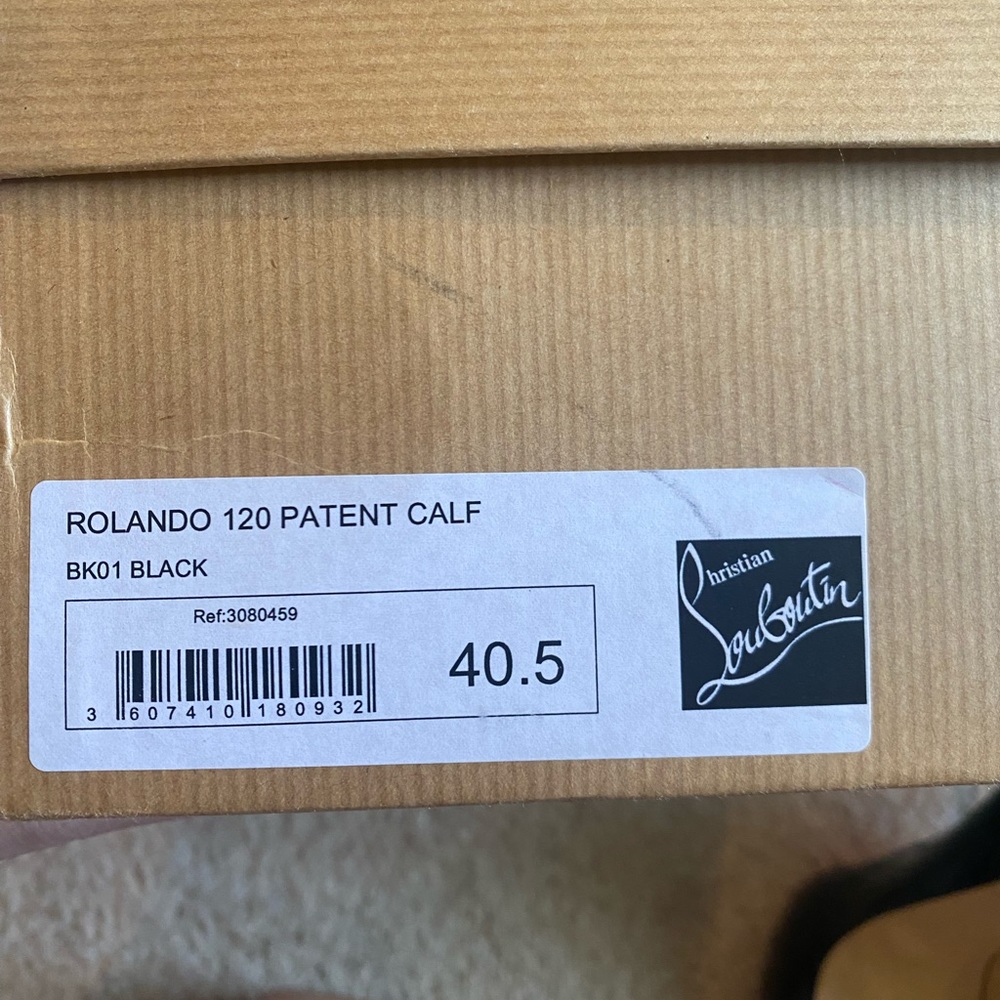 ROLANDO 120 PATENT CALF
BK01 BLACK
Ref:3080459
40.5
3 607410 180932
Christian
Louboutin